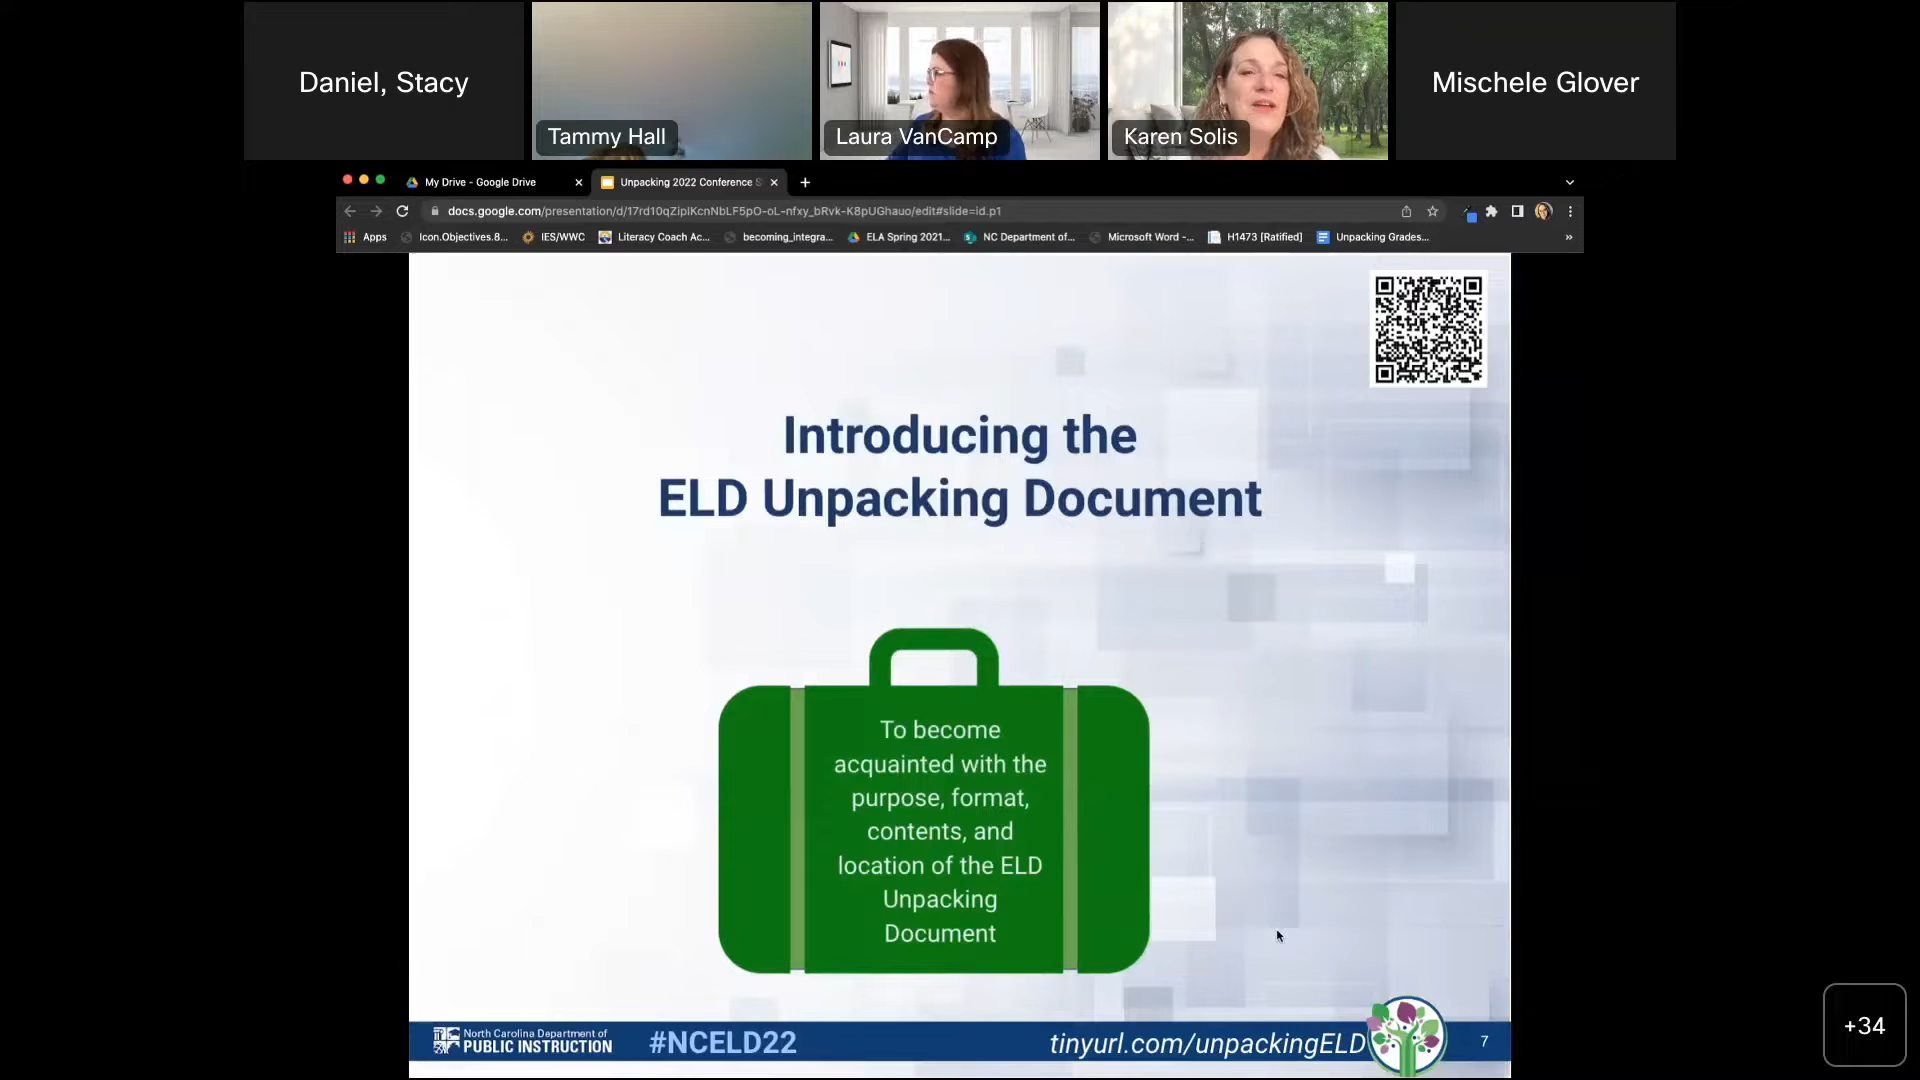 Daniel, Stacy
Tammy Hall
Laura VanCamp
Karen Solis
Mischele Glover
My Drive - Google Drive
Unpacking 2022 Conference S
docs.google.com/presentation/d/17rd10qZipIKcnNbLF5pO-oL-nfxy_bRvk-K8pUGhauo/edit#slide=id.p1
Apps
Icon.Objectives.8...
IES/WWC
Literacy Coach Ac...
becoming_integra...
ELA Spring 2021...
NC Department of...
Microsoft Word -...
H1473 [Ratified]
Unpacking Grades...
»
Introducing the
ELD Unpacking Document
To become
acquainted with the
purpose, format,
contents, and
location of the ELD
Unpacking
Document
North Carolina Department of
PUBLIC INSTRUCTION
#NCELD22
tinyurl.com/unpackingELD
7
+34